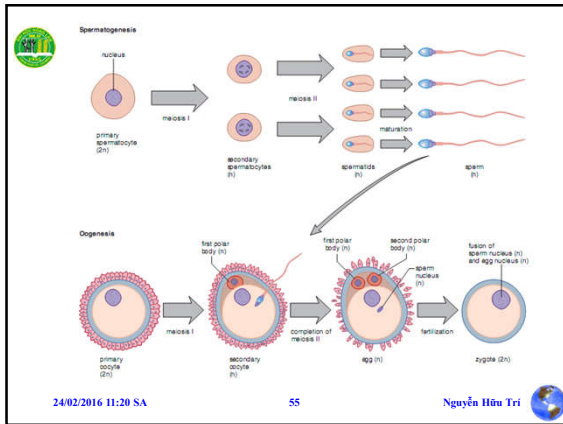 Spermatogenesis
nucleus
meiosis I
meiosis II
maturation
primary
spermatocyte
(2n)
secondary
spermatocytes
(n)
spermatids
(n)
sperm
(n)
Oogenesis
first polar
body (n)
first polar
body (n)
second polar
body (n)
sperm
nucleus
(n)
fusion of
sperm nucleus (n)
and egg nucleus (n)
meiosis I
completion of
meiosis II
fertilization
primary
oocyte
(2n)
secondary
oocyte
(n)
egg (n)
zygote (2n)
24/02/2016 11:20 SA
55
Nguyễn Hữu Trí